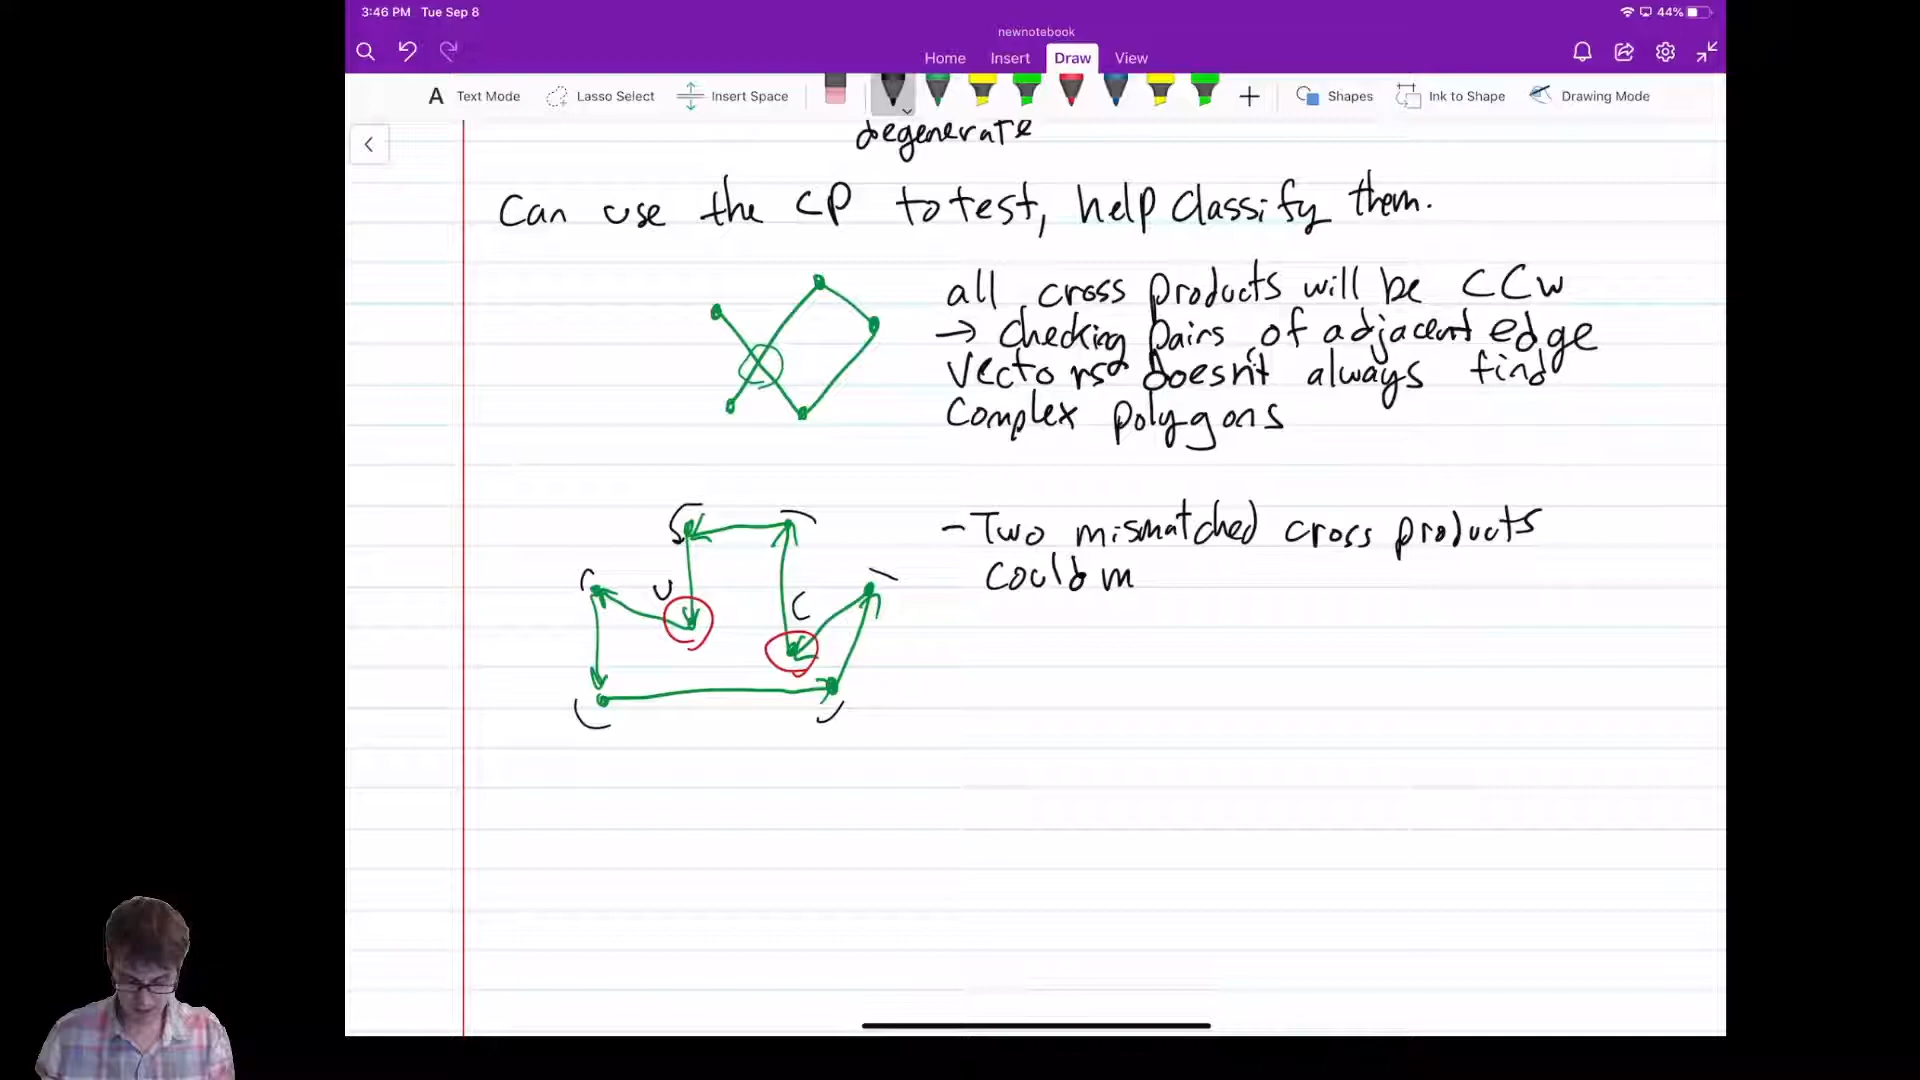 3:46 PM Tue Sep 8
44%
newnotebook
Home Insert Draw View
A Text Mode Lasso Select Insert Space Shapes Ink to Shape Drawing Mode
degenerate
Can use the CP to test, help classify them.
all cross products will be CCW
→ checking pairs of adjacent edge
vectors doesn't always find
complex polygons
- Two mismatched cross products
could m